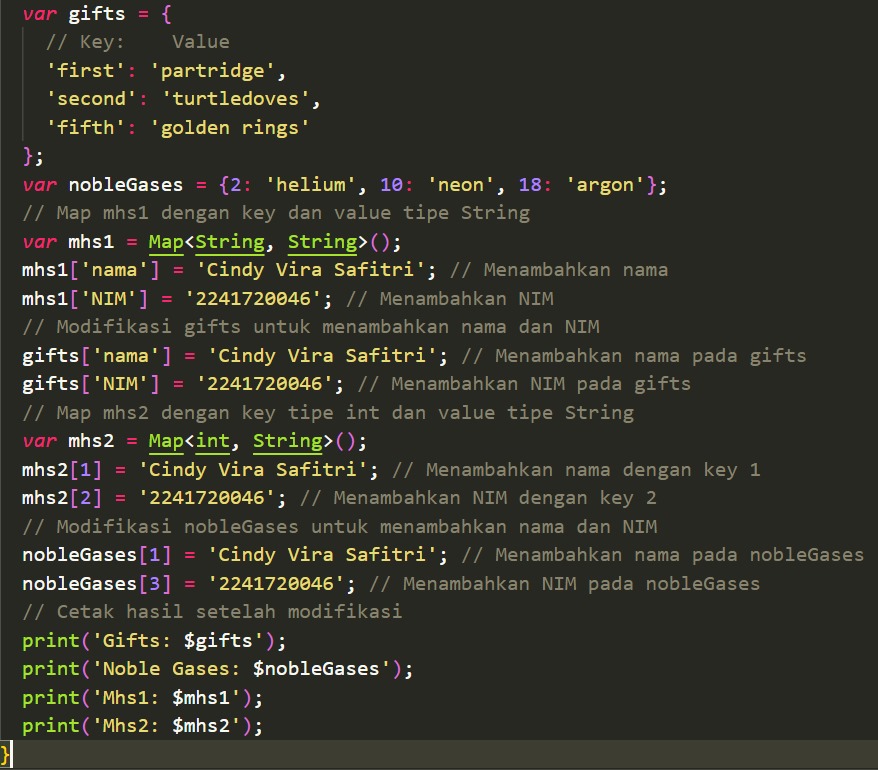 var gifts = {
  // Key:    Value
  'first': 'partridge',
  'second': 'turtledoves',
  'fifth': 'golden rings'
};
var nobleGases = {2: 'helium', 10: 'neon', 18: 'argon'};
// Map mhs1 dengan key dan value tipe String
var mhs1 = Map<String, String>();
mhs1['nama'] = 'Cindy Vira Safitri'; // Menambahkan nama
mhs1['NIM'] = '2241720046'; // Menambahkan NIM
// Modifikasi gifts untuk menambahkan nama dan NIM
gifts['nama'] = 'Cindy Vira Safitri'; // Menambahkan nama pada gifts
gifts['NIM'] = '2241720046'; // Menambahkan NIM pada gifts
// Map mhs2 dengan key tipe int dan value tipe String
var mhs2 = Map<int, String>();
mhs2[1] = 'Cindy Vira Safitri'; // Menambahkan nama dengan key 1
mhs2[2] = '2241720046'; // Menambahkan NIM dengan key 2
// Modifikasi nobleGases untuk menambahkan nama dan NIM
nobleGases[1] = 'Cindy Vira Safitri'; // Menambahkan nama pada nobleGases
nobleGases[3] = '2241720046'; // Menambahkan NIM pada nobleGases
// Cetak hasil setelah modifikasi
print('Gifts: $gifts');
print('Noble Gases: $nobleGases');
print('Mhs1: $mhs1');
print('Mhs2: $mhs2');
}